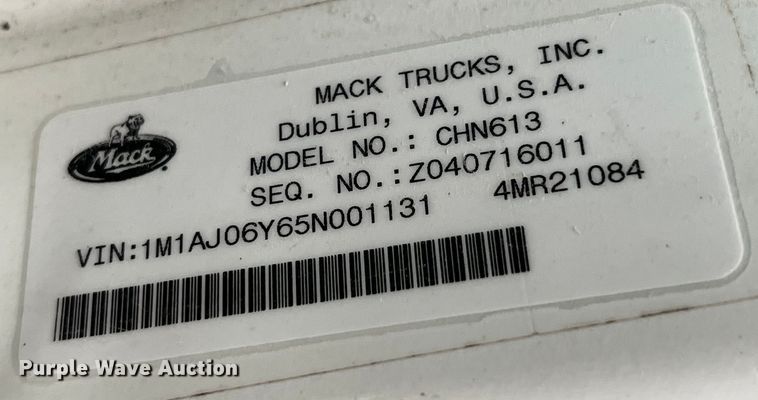 MACK TRUCKS, INC.
Dublin, VA, U.S.A.
MODEL NO.: CHN613
SEQ. NO.:Z040716011
Mack
VIN:1M1AJ06Y65N001131 4MR21084
Purple Wave Auction